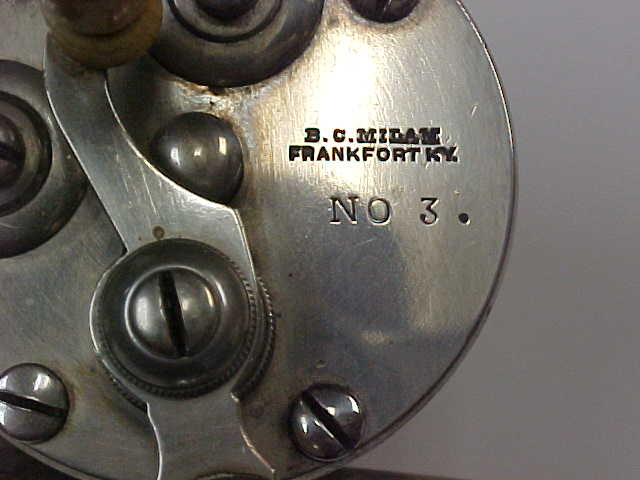 B.C. MILAM
FRANKFORT KY.
NO 3.